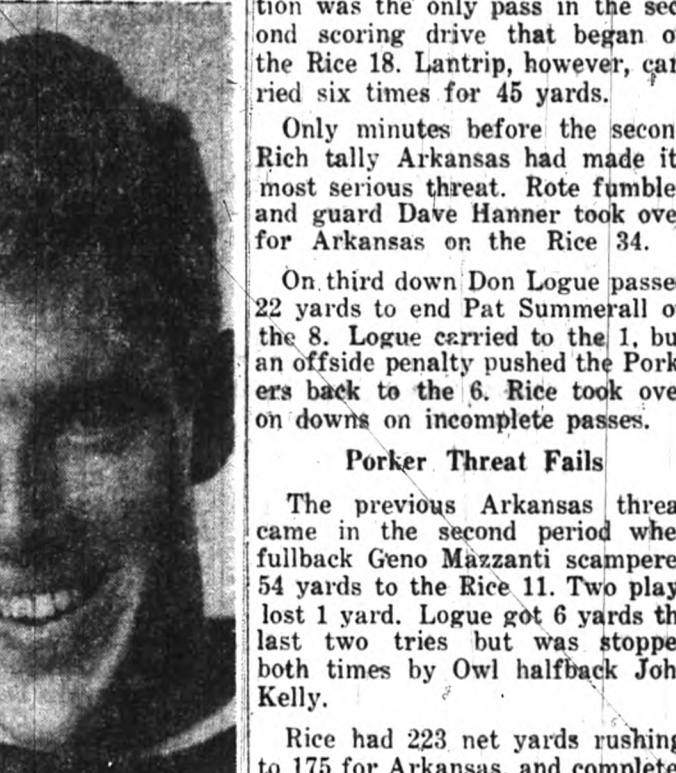 tion was the only pass in the sec
ond scoring drive that began o
the Rice 18. Lantrip, however, car
ried six times for 45 yards.
Only minutes before the secon
Rich tally Arkansas had made it
most serious threat. Rote fumble
and guard Dave Hanner took ove
for Arkansas on the Rice 34.
On third down Don Logue passe
22 yards to end Pat Summerall o
the 8. Logue carried to the 1, bu
an offside penalty pushed the Pork
ers back to the 6. Rice took ove
on downs on incomplete passes.
Porker Threat Fails
The previous Arkansas threa
came in the second period whe
fullback Geno Mazzanti scampere
54 yards to the Rice 11. Two play
lost 1 yard. Logue got 6 yards th
last two tries but was stoppe
both times by Owl halfback Joh
Kelly.
Rice had 223 net yards rushing
to 175 for Arkansas, and complete